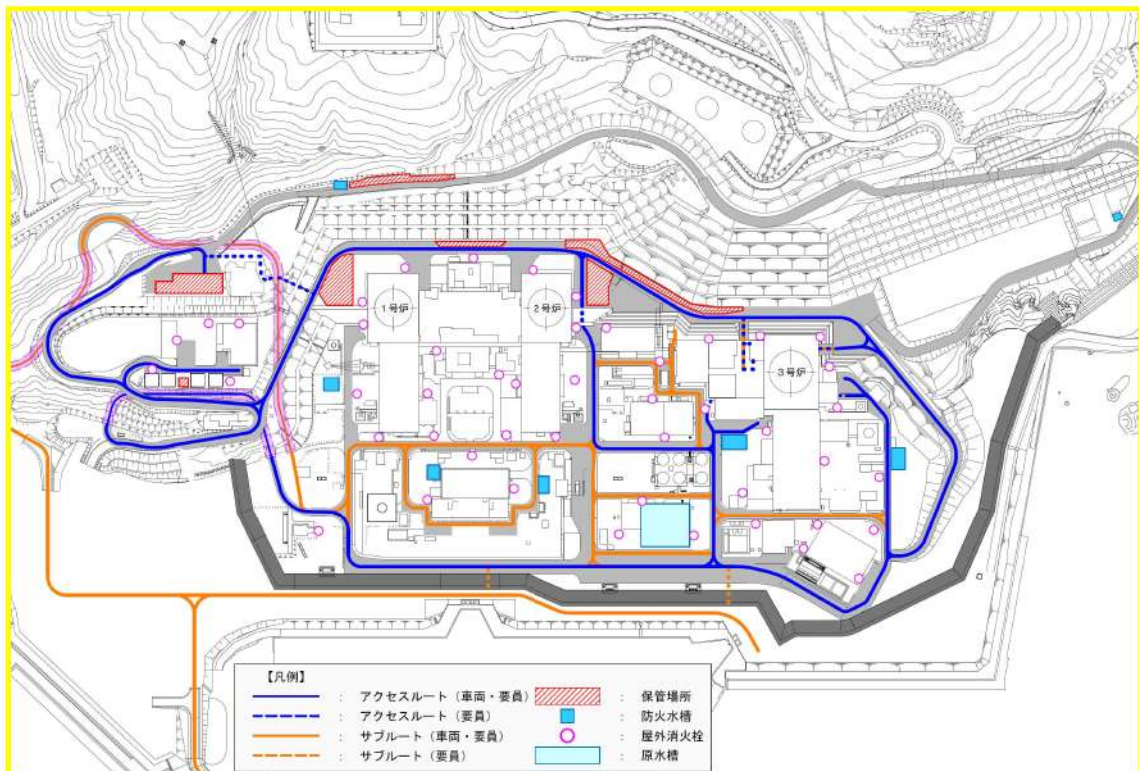 1号炉
2号炉
3号炉
【凡例】
： アクセスルート（車両・要員）
： アクセスルート（要員）
： サブルート（車両・要員）
： サブルート（要員）
： 保管場所
： 防火水槽
： 屋外消火栓
： 原水槽